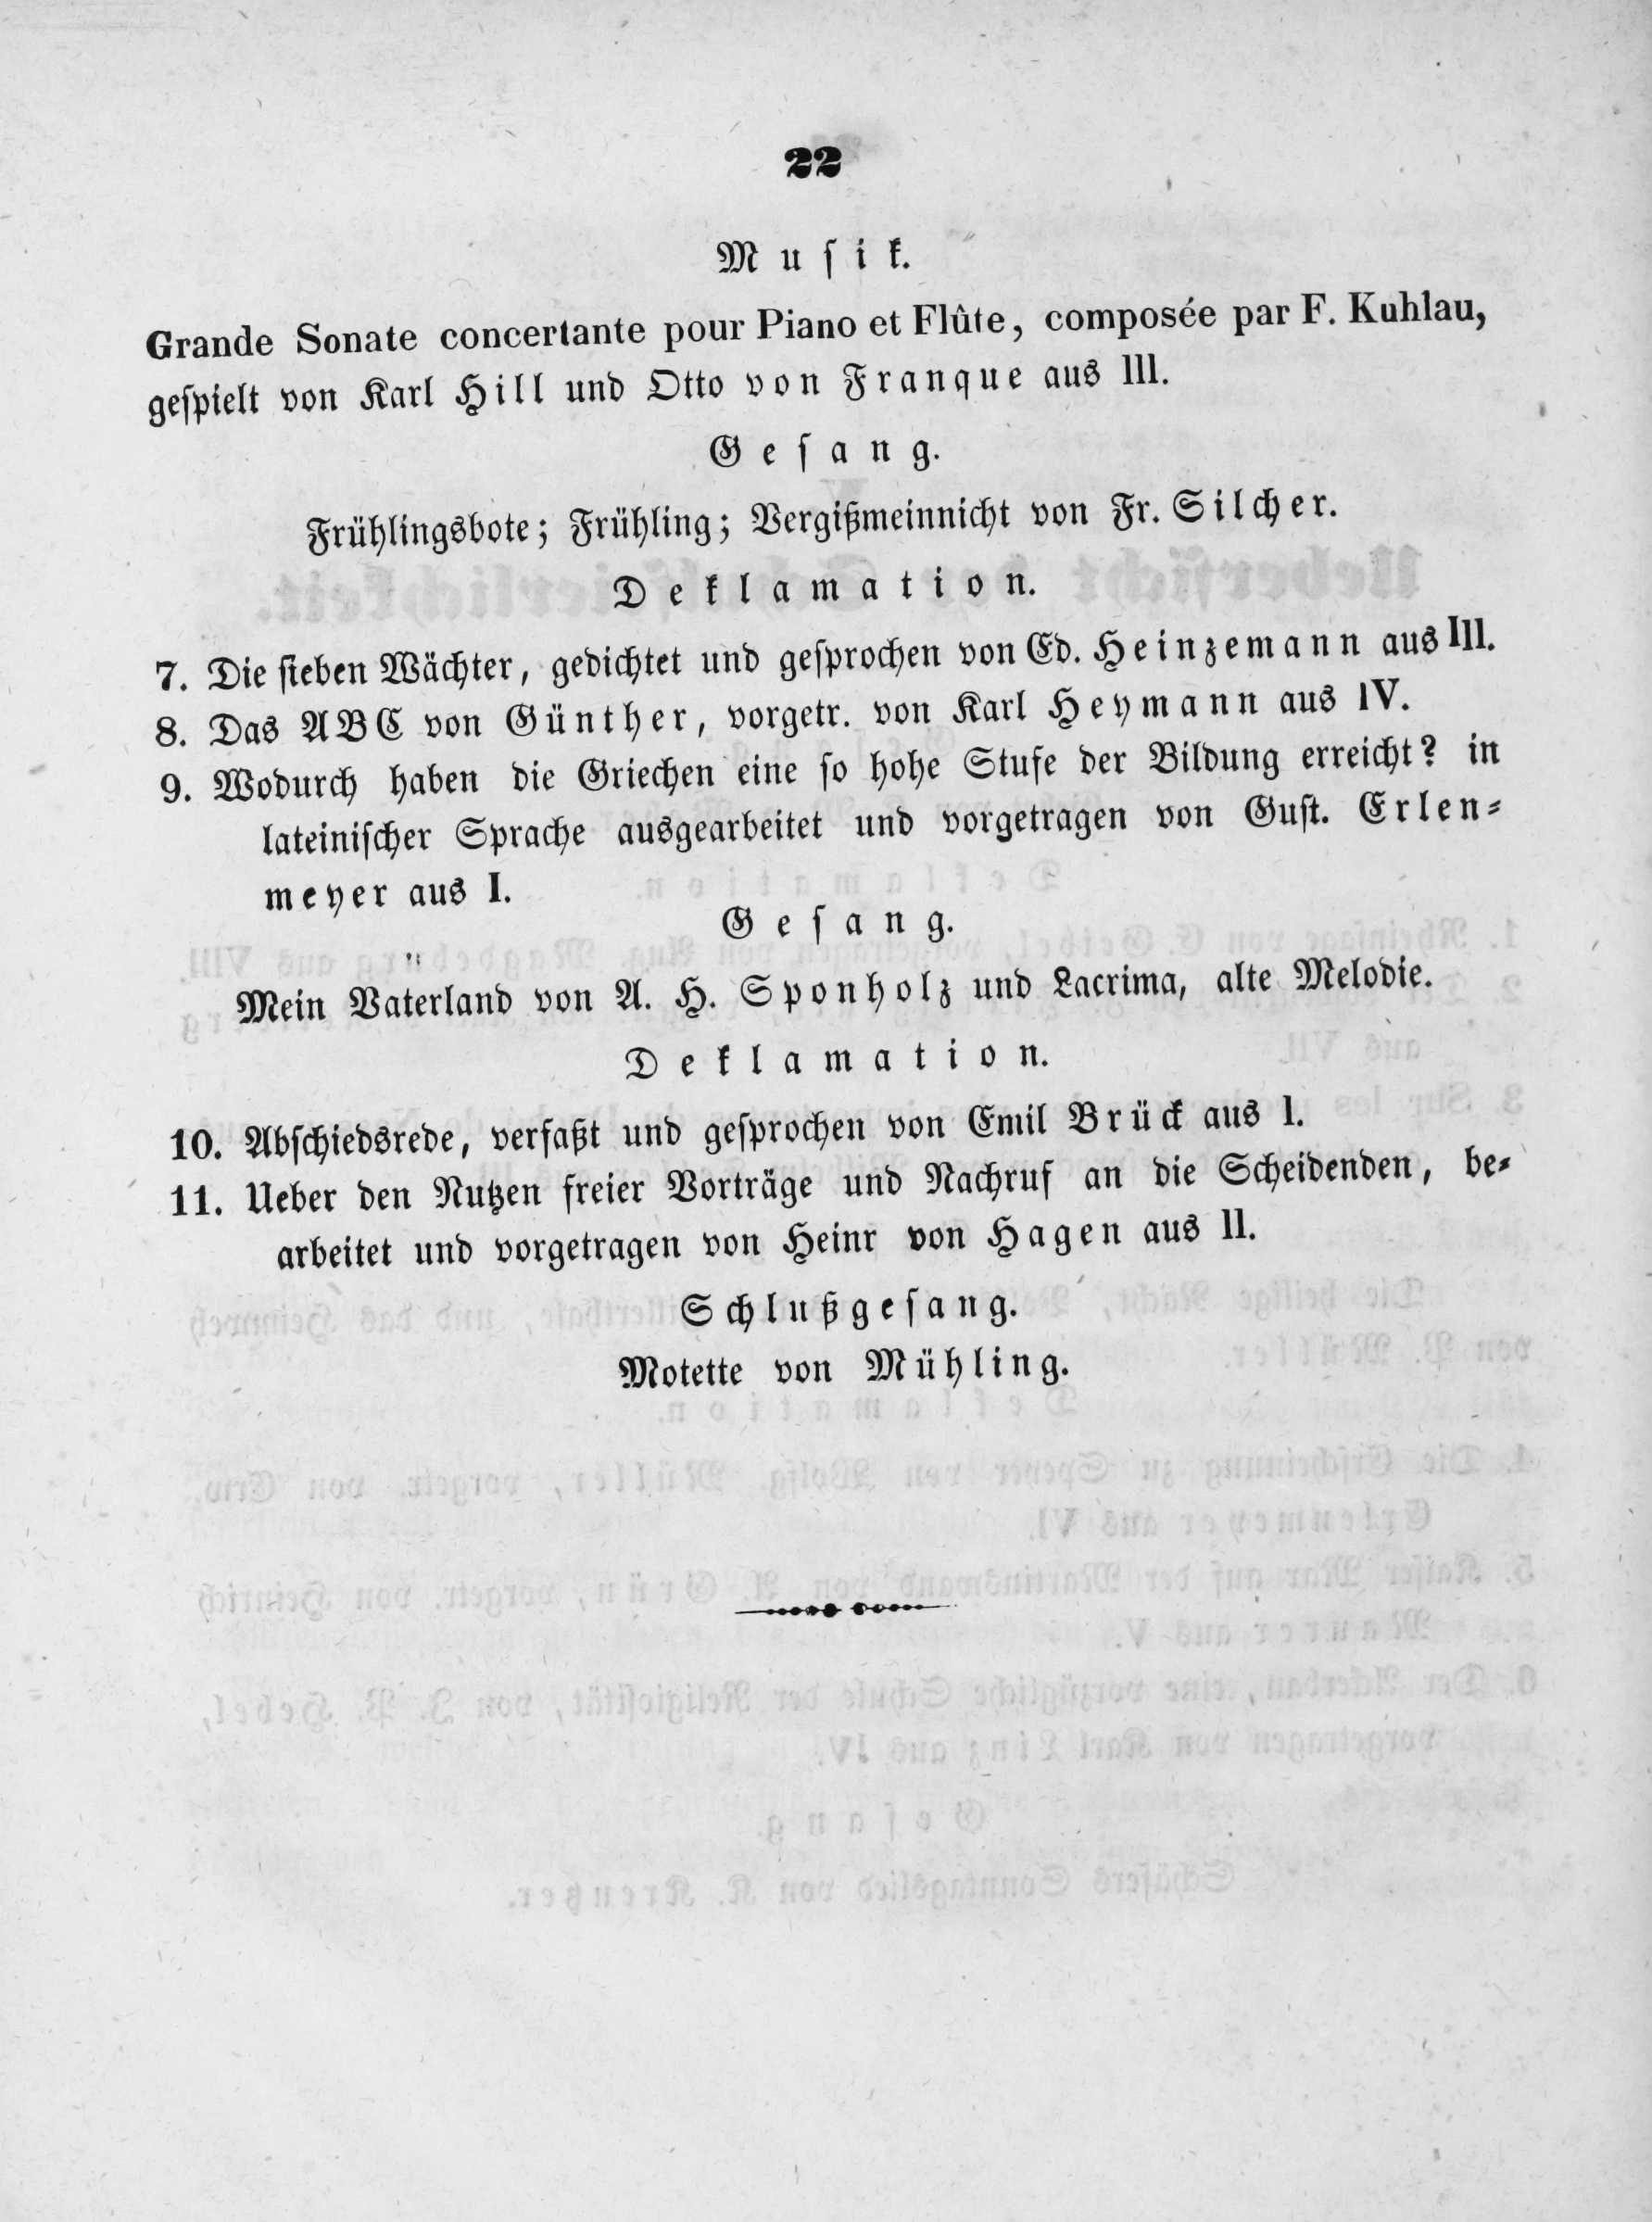 22
Musik.
Grande Sonate concertante pour Piano et Flûte, composée par F. Kuhlau,
gespielt von Karl Hill und Otto von Franque aus III.
Gesang.
Frühlingsbote; Frühling; Vergißmeinnicht von Fr. Silcher.
Deklamation.
7. Die sieben Wächter, gedichtet und gesprochen von Ed. Heinzemann aus III.
8. Das ABC von Günther, vorgetr. von Karl Heymann aus IV.
9. Wodurch haben die Griechen eine so hohe Stufe der Bildung erreicht? in
lateinischer Sprache ausgearbeitet und vorgetragen von Gust. Erlen-
meyer aus I.
Gesang.
Mein Vaterland von A. H. Sponholz und Lacrima, alte Melodie.
Deklamation.
10. Abschiedsrede, verfaßt und gesprochen von Emil Brück aus I.
11. Ueber den Nutzen freier Vorträge und Nachruf an die Scheidenden, be-
arbeitet und vorgetragen von Heinr von Hagen aus II.
Schlußgesang.
Motette von Mühling.